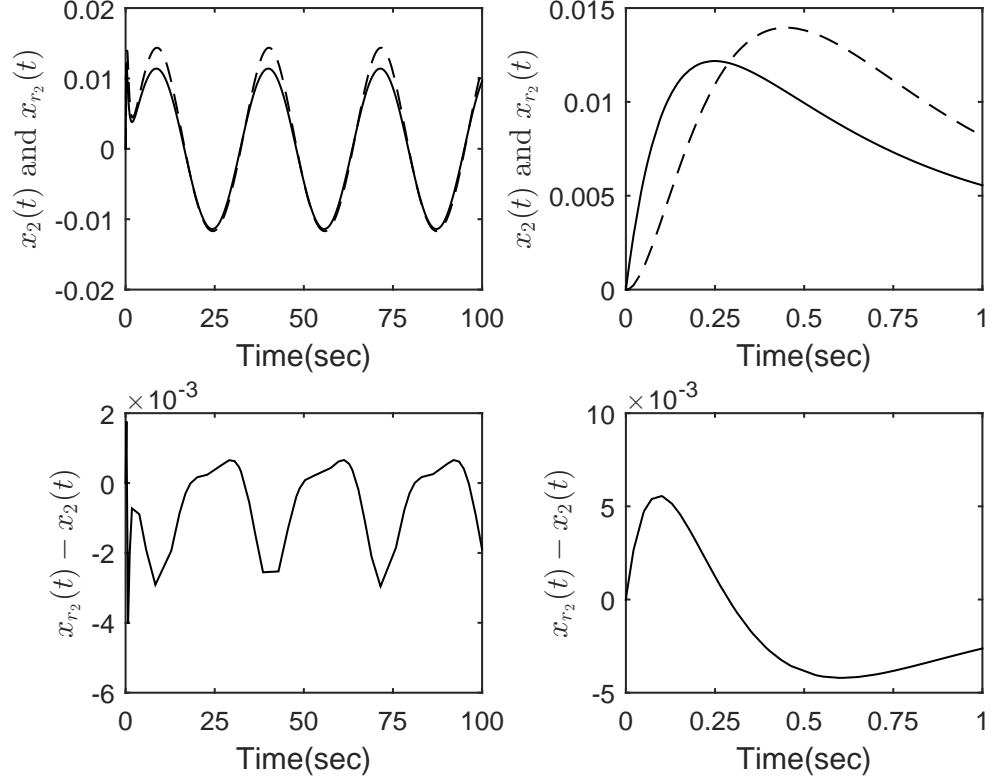 x_2(t) and x_{r_2}(t)
0.02
0.01
0
-0.01
-0.02
0 25 50 75 100
Time(sec)
x_2(t) and x_{r_2}(t)
0.015
0.01
0.005
0
0 0.25 0.5 0.75 1
Time(sec)
x_{r_2}(t) − x_2(t)
×10^{-3}
2
0
-2
-4
-6
0 25 50 75 100
Time(sec)
x_{r_2}(t) − x_2(t)
×10^{-3}
10
5
0
-5
0 0.25 0.5 0.75 1
Time(sec)